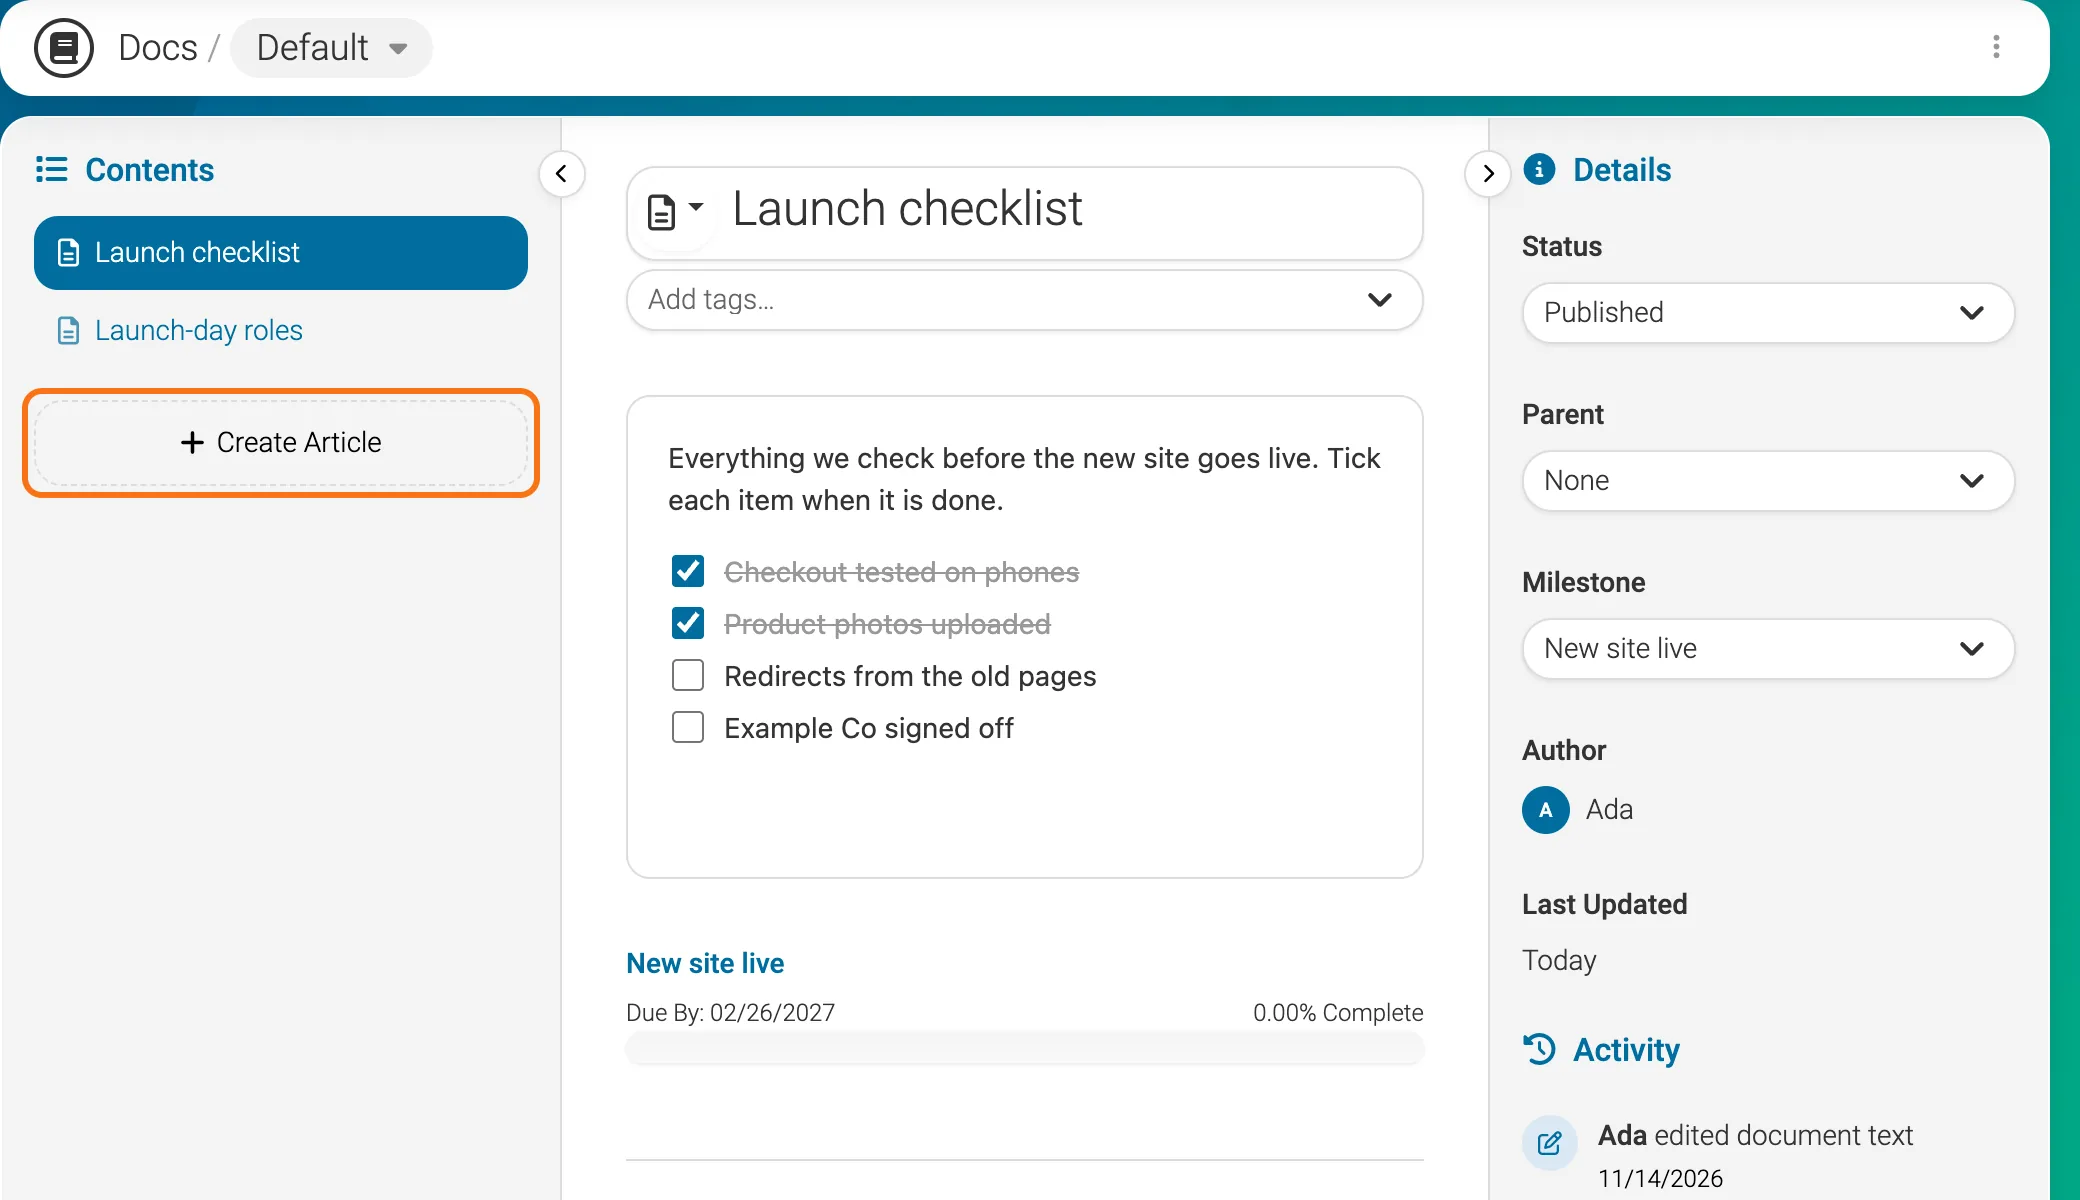 Docs / Default
Contents
Launch checklist
Launch-day roles
+ Create Article
Launch checklist
Add tags...
Everything we check before the new site goes live. Tick
each item when it is done.
Checkout tested on phones
Product photos uploaded
Redirects from the old pages
Example Co signed off
New site live
Due By: 02/26/2027
0.00% Complete
Details
Status
Published
Parent
None
Milestone
New site live
Author
A Ada
Last Updated
Today
Activity
Ada edited document text
11/14/2026